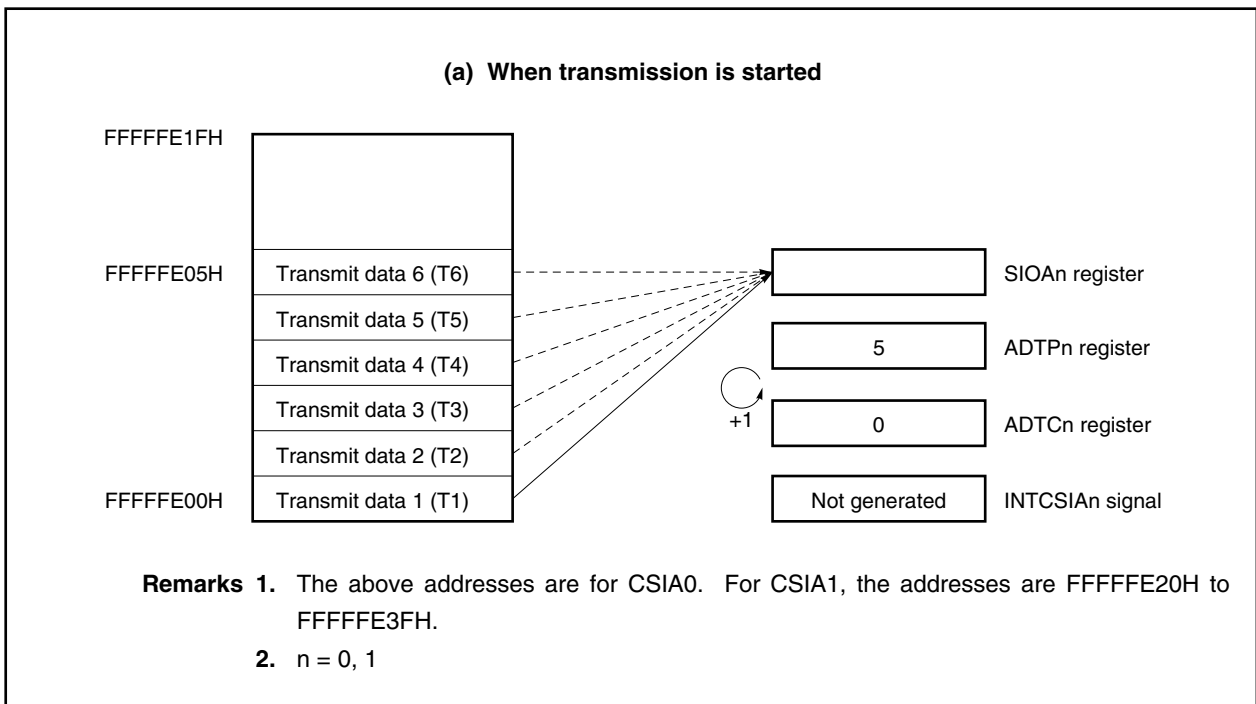 (a) When transmission is started
FFFFFE1FH
FFFFFE05H
Transmit data 6 (T6)
SIOAn register
Transmit data 5 (T5)
5
ADTPn register
Transmit data 4 (T4)
Transmit data 3 (T3)
+1
0
ADTCn register
Transmit data 2 (T2)
FFFFFE00H
Transmit data 1 (T1)
Not generated
INTCSIAn signal
Remarks 1. The above addresses are for CSIA0. For CSIA1, the addresses are FFFFFE20H to
FFFFFE3FH.
2. n = 0, 1